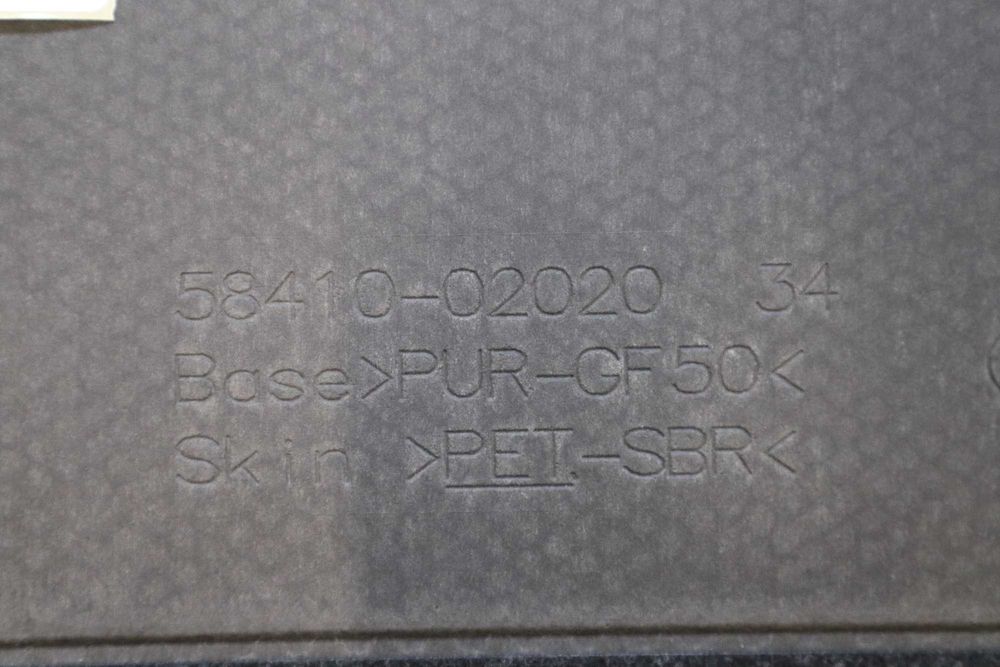 58410-02020 34
Base>PUR-GF50<
Skin >PET.-SBR<